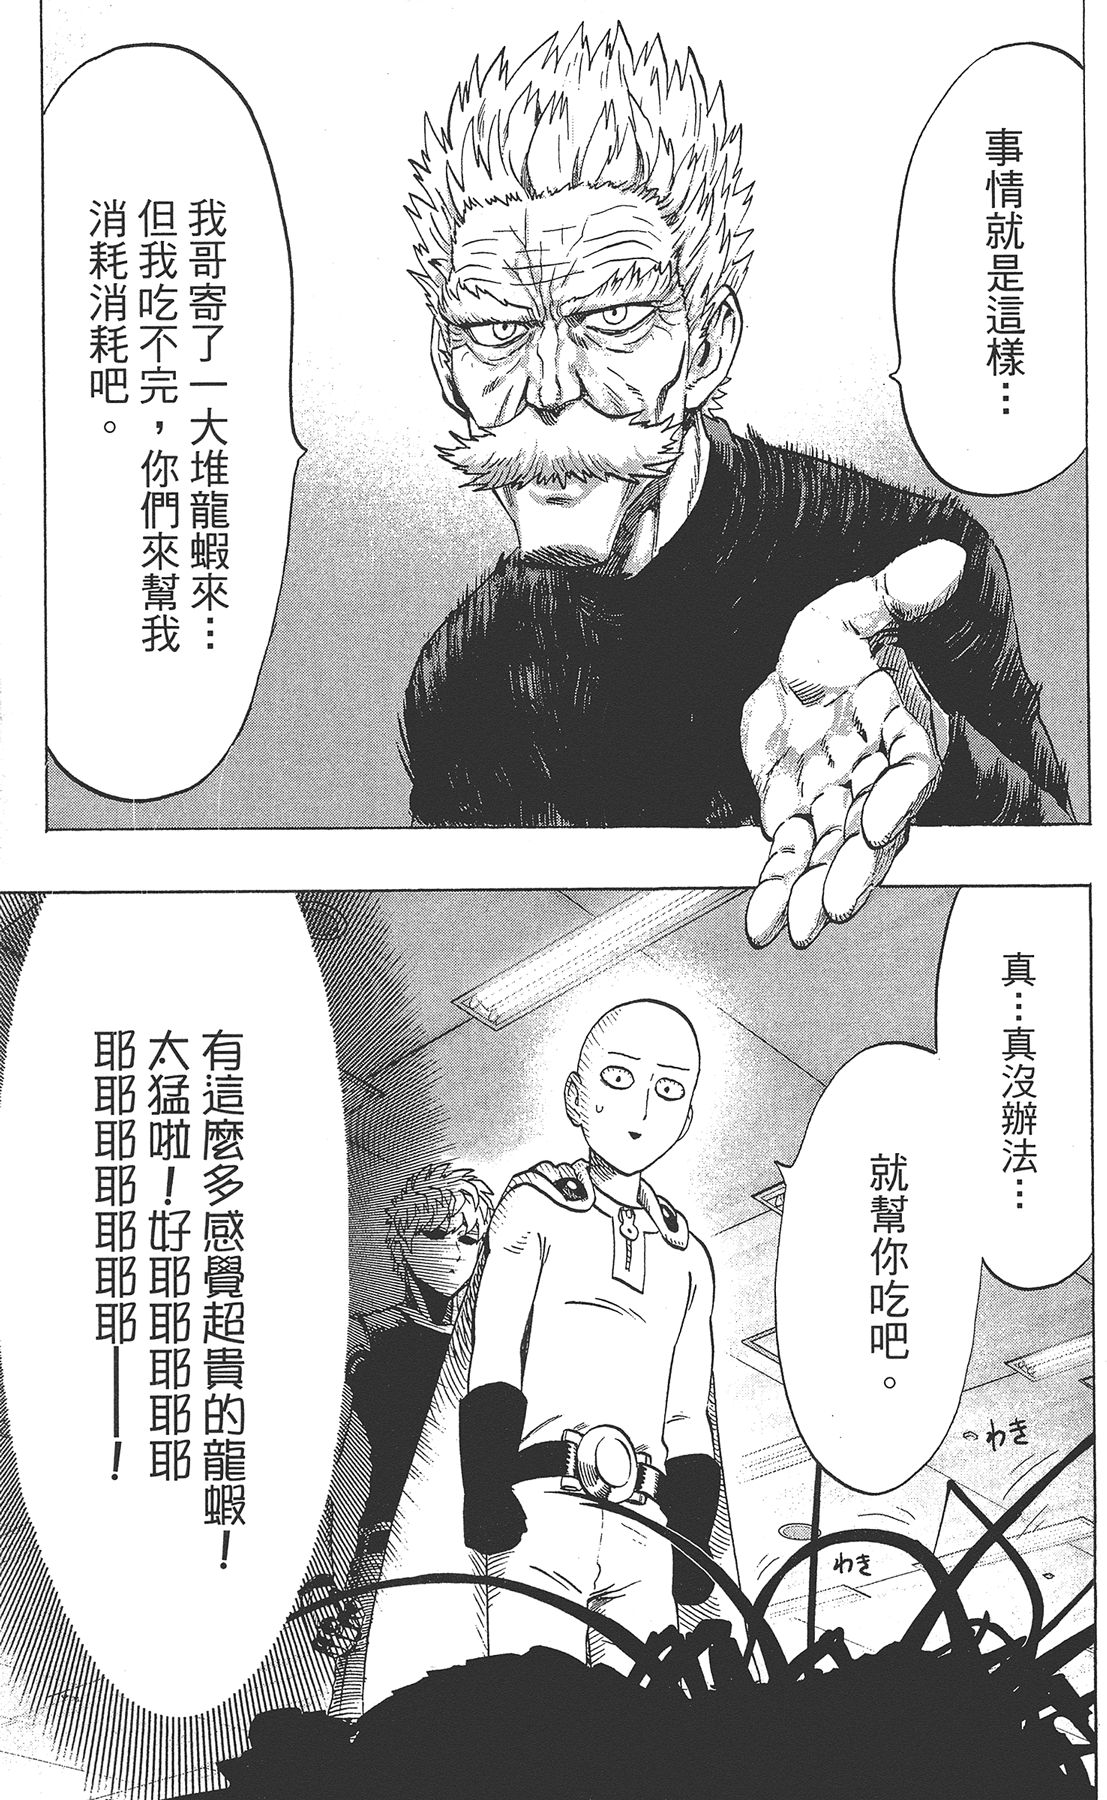 事情就是這樣…
我哥寄了一大堆龍蝦來…
但我吃不完，你們來幫我
消耗消耗吧。
真…真沒辦法…
就幫你吃吧。
わき
わき
有這麼多感覺超貴的龍蝦！
太猛啦！好耶耶耶耶耶
耶耶耶耶耶耶耶——！